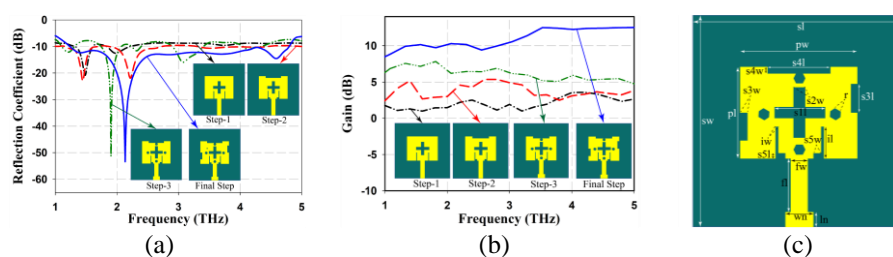 Reflection Coefficient (dB)
0
-10
-20
-30
-40
-50
-60
1
2
3
4
5
Frequency (THz)
Step-1
Step-2
Step-3
Final Step
(a)
Gain (dB)
15
10
5
0
-5
-10
1
2
3
4
5
Frequency (THz)
Step-1
Step-2
Step-3
Final Step
(b)
sl
pw
s4l
s4w
s3w
s2w
r
s3l
pl
s1l
sw
iw
s5w
il
s5l
fw
fl
wn
ln
(c)